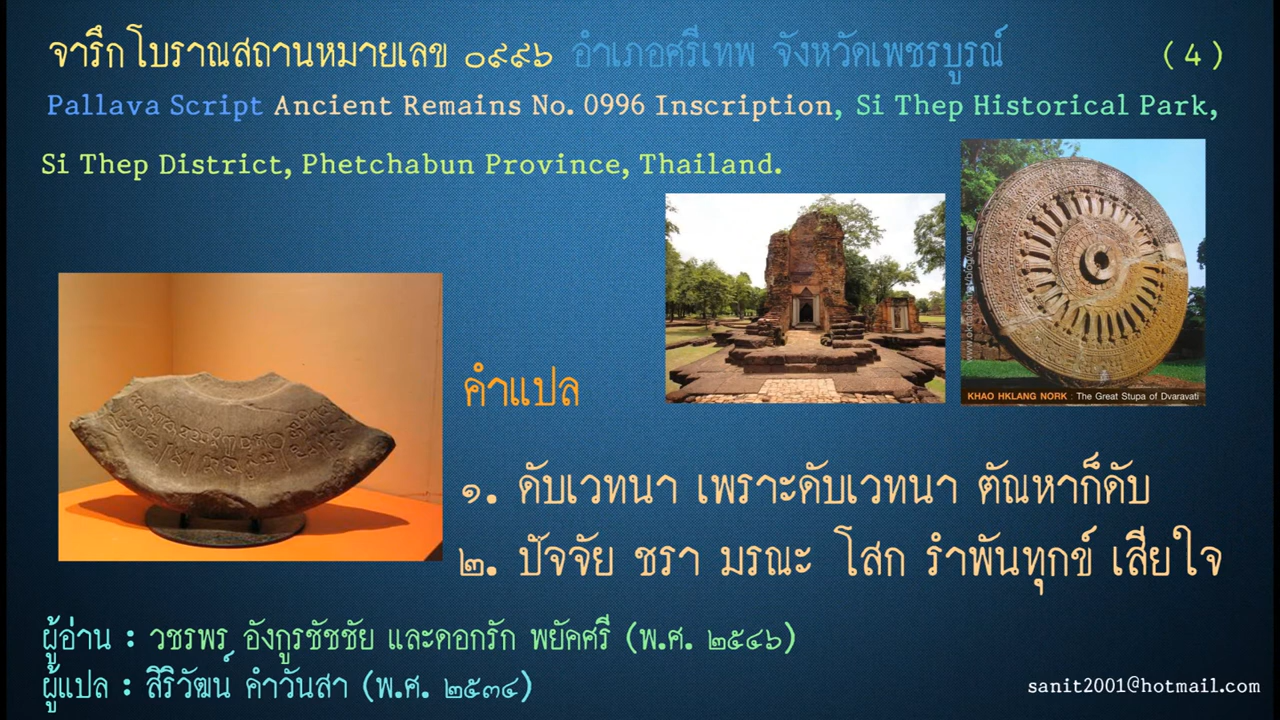 จารึกโบราณสถานหมายเลข ๐๙๙๖ อำเภอศรีเทพ จังหวัดเพชรบูรณ์ (4)
Pallava Script Ancient Remains No. 0996 Inscription, Si Thep Historical Park,
Si Thep District, Phetchabun Province, Thailand.
KHAO HKLANG NORK : The Great Stupa of Dvaravati
คำแปล
๑. ดับเวทนา เพราะดับเวทนา ตัณหาก็ดับ
๒. ปัจจัย ชรา มรณะ โสก รำพันทุกข์ เสียใจ
ผู้อ่าน : วชรพร อังกูรชัชชัย และดอกรัก พยัคศรี (พ.ศ. ๒๕๔๖)
ผู้แปล : สิริวัฒน์ คำวันสา (พ.ศ. ๒๕๓๔)
sanit2001@hotmail.com